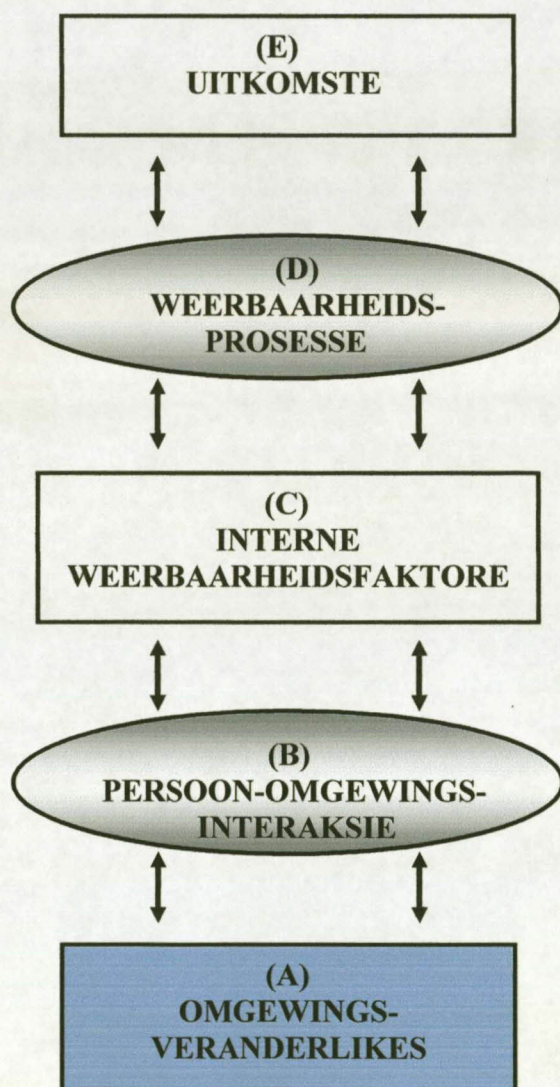 (E)
UITKOMSTE
(D)
WEERBAARHEIDS-
PROSESSE
(C)
INTERNE
WEERBAARHEIDSFAKTORE
(B)
PERSOON-OMGEWINGS-
INTERAKSIE
(A)
OMGEWINGS-
VERANDERLIKES